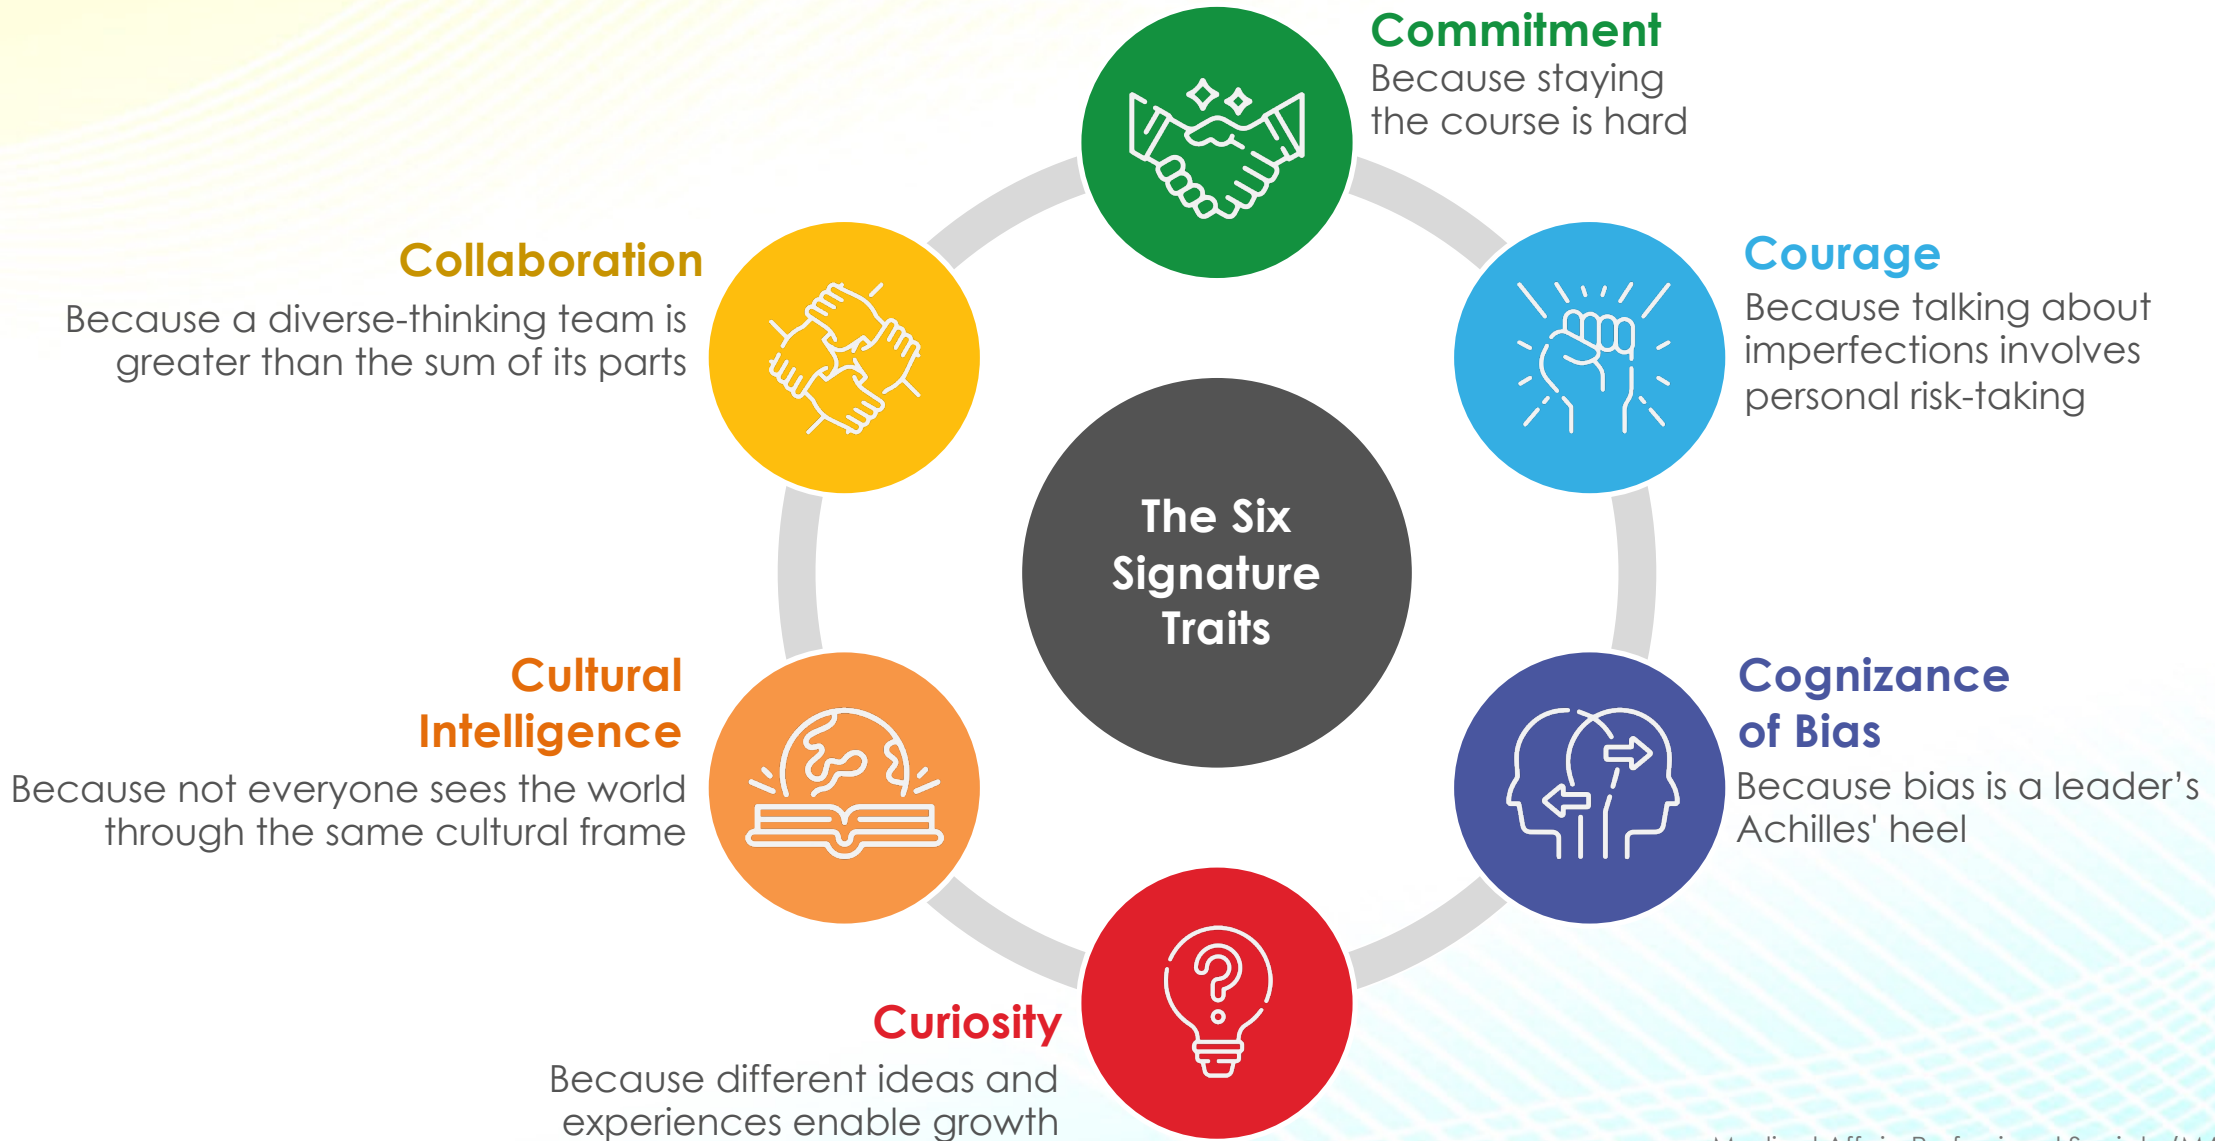 Commitment
Because staying
the course is hard
Courage
Because talking about
imperfections involves
personal risk-taking
Cognizance
of Bias
Because bias is a leader’s
Achilles' heel
Curiosity
Because different ideas and
experiences enable growth
Cultural
Intelligence
Because not everyone sees the world
through the same cultural frame
Collaboration
Because a diverse-thinking team is
greater than the sum of its parts
The Six
Signature
Traits